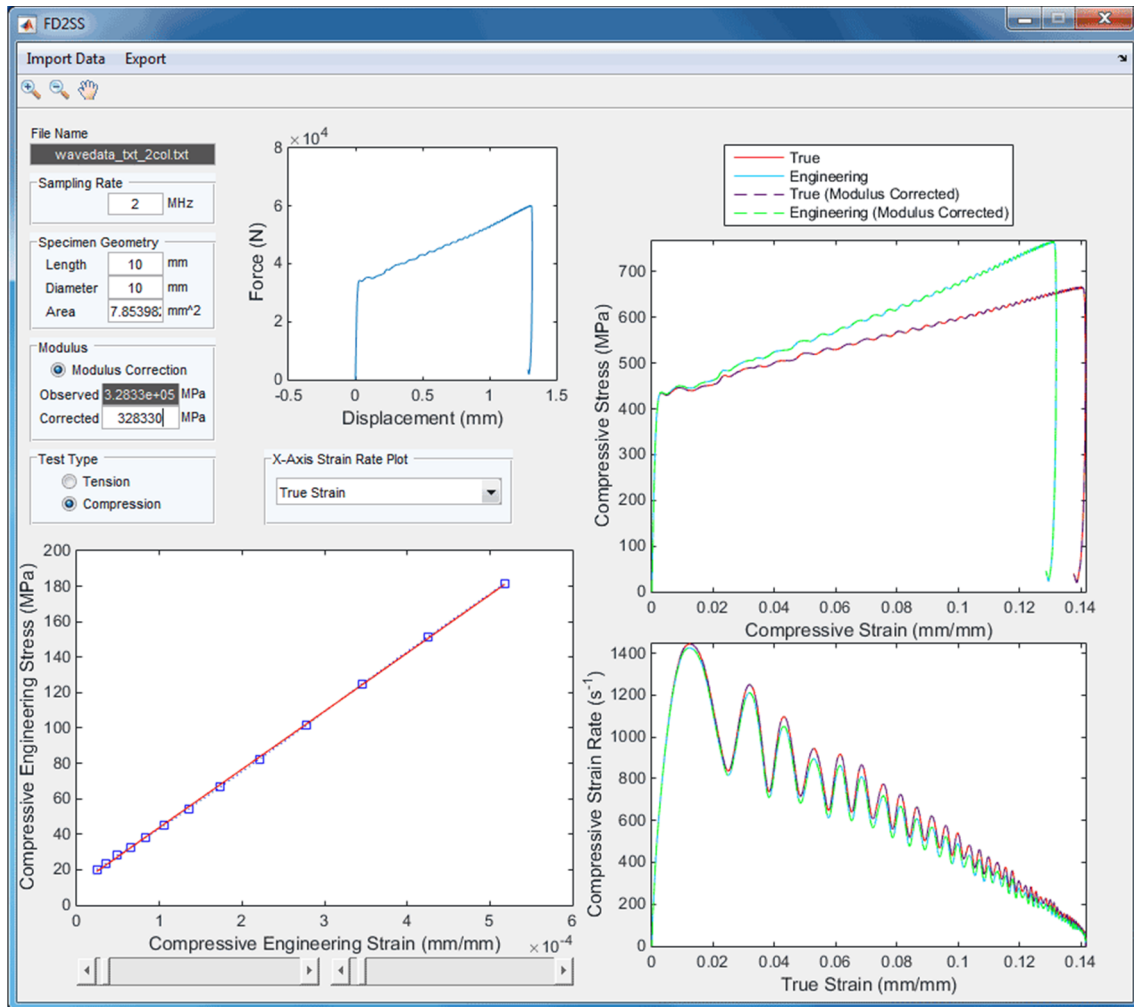 FD2SS
Import Data Export
File Name
wavedata_txt_2col.txt
Sampling Rate
2 MHz
Specimen Geometry
Length 10 mm
Diameter 10 mm
Area 7.85398 mm^2
Modulus
Modulus Correction
Observed 3.2833e+05 MPa
Corrected 328330 MPa
Test Type
Tension
Compression
8 × 10^4
6
4
2
0
-0.5 0 0.5 1 1.5
Force (N)
Displacement (mm)
X-Axis Strain Rate Plot
True Strain
True
Engineering
True (Modulus Corrected)
Engineering (Modulus Corrected)
700
600
500
400
300
200
100
0
0 0.02 0.04 0.06 0.08 0.1 0.12 0.14
Compressive Stress (MPa)
Compressive Strain (mm/mm)
200
180
160
140
120
100
80
60
40
20
0
0 1 2 3 4 5 6
Compressive Engineering Stress (MPa)
Compressive Engineering Strain (mm/mm) × 10^-4
1400
1200
1000
800
600
400
200
0
0 0.02 0.04 0.06 0.08 0.1 0.12 0.14
Compressive Strain Rate (s^-1)
True Strain (mm/mm)